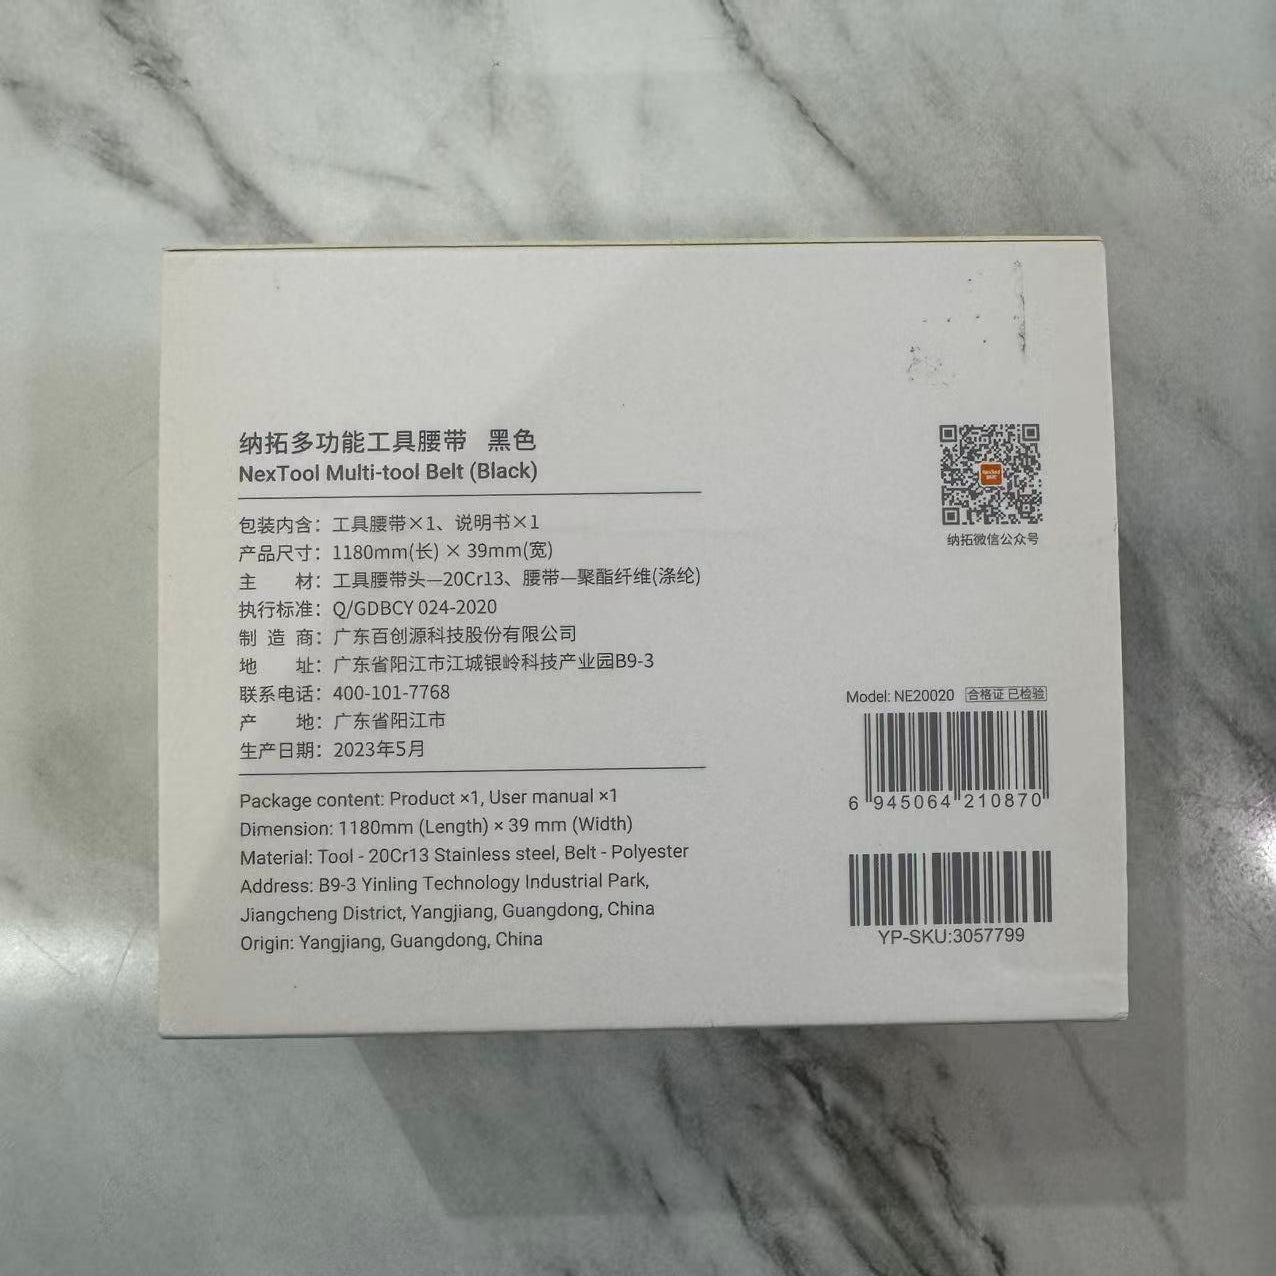 纳拓多功能工具腰带 黑色
NexTool Multi-tool Belt (Black)
包装内含：工具腰带×1、说明书×1
产品尺寸：1180mm(长) × 39mm(宽)
主 材：工具腰带头—20Cr13、腰带—聚酯纤维(涤纶)
执行标准：Q/GDBCY 024-2020
制 造 商：广东百创源科技股份有限公司
地 址：广东省阳江市江城银岭科技产业园B9-3
联系电话：400-101-7768
产 地：广东省阳江市
生产日期：2023年5月
Package content: Product ×1, User manual ×1
Dimension: 1180mm (Length) × 39 mm (Width)
Material: Tool - 20Cr13 Stainless steel, Belt - Polyester
Address: B9-3 Yinling Technology Industrial Park,
Jiangcheng District, Yangjiang, Guangdong, China
Origin: Yangjiang, Guangdong, China
纳拓微信公众号
Model: NE20020 合格证 已检验
6 945064 210870
YP-SKU:3057799